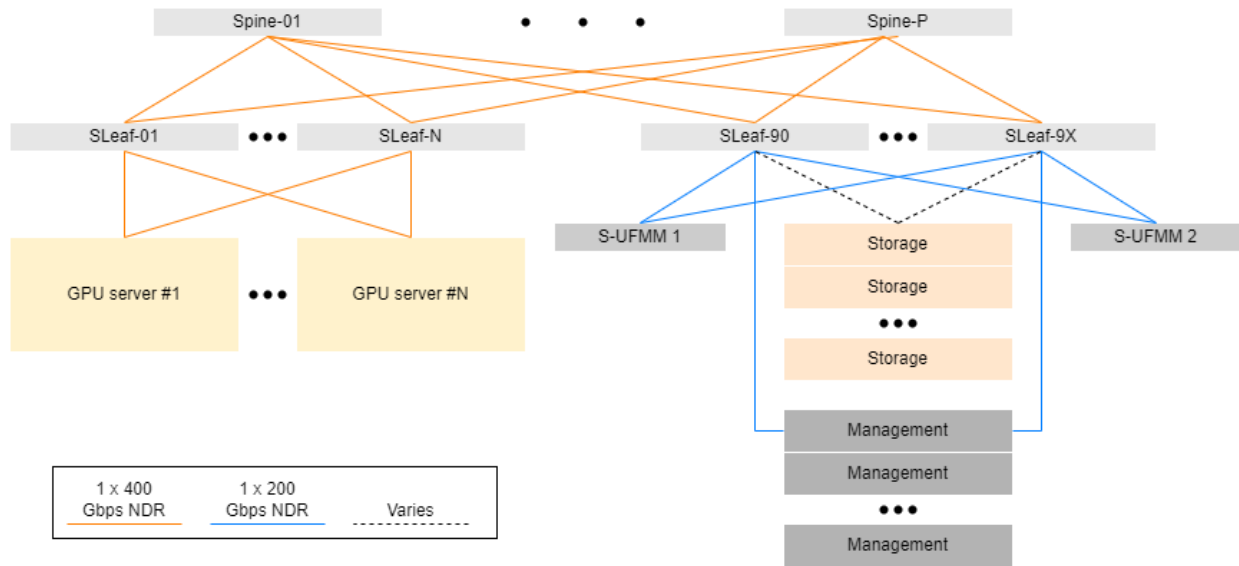 Spine-01
Spine-P
SLeaf-01
SLeaf-N
SLeaf-90
SLeaf-9X
S-UFMM 1
S-UFMM 2
Storage
GPU server #1
GPU server #N
Storage
Storage
Management
Management
Management
1 x 400
Gbps NDR
1 x 200
Gbps NDR
Varies